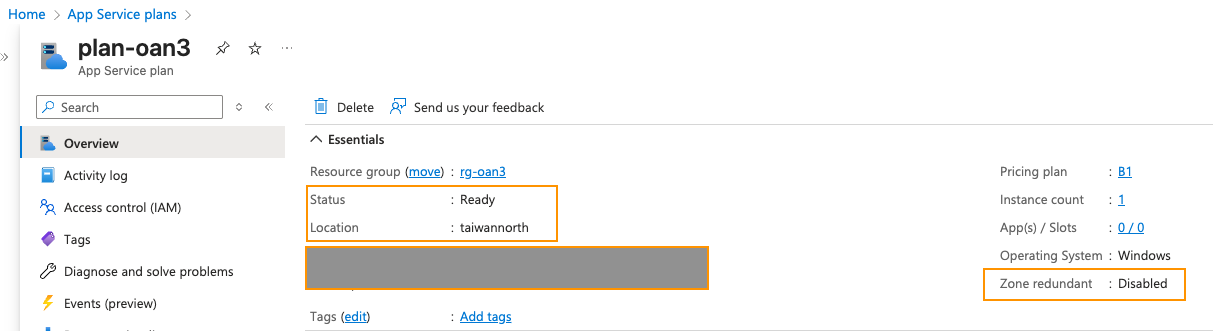 Home > App Service plans >
plan-oan3
App Service plan
Search
Overview
Activity log
Access control (IAM)
Tags
Diagnose and solve problems
Events (preview)
Delete
Send us your feedback
Essentials
Resource group (move) : rg-oan3
Status : Ready
Location : taiwannorth
Tags (edit) : Add tags
Pricing plan : B1
Instance count : 1
App(s) / Slots : 0 / 0
Operating System : Windows
Zone redundant : Disabled